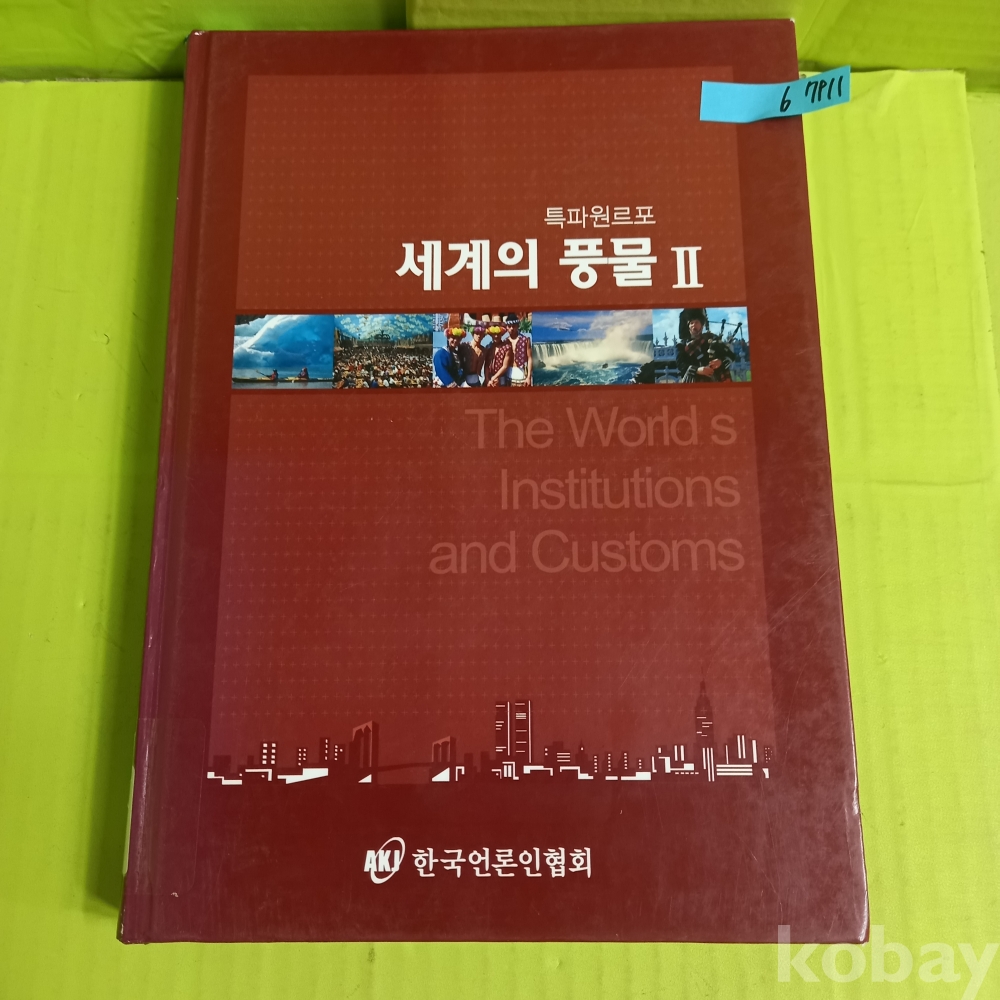 6 7P11
특파원르포
세계의 풍물 Ⅱ
The World s
Institutions
and Customs
AKJ 한국언론인협회
kobay